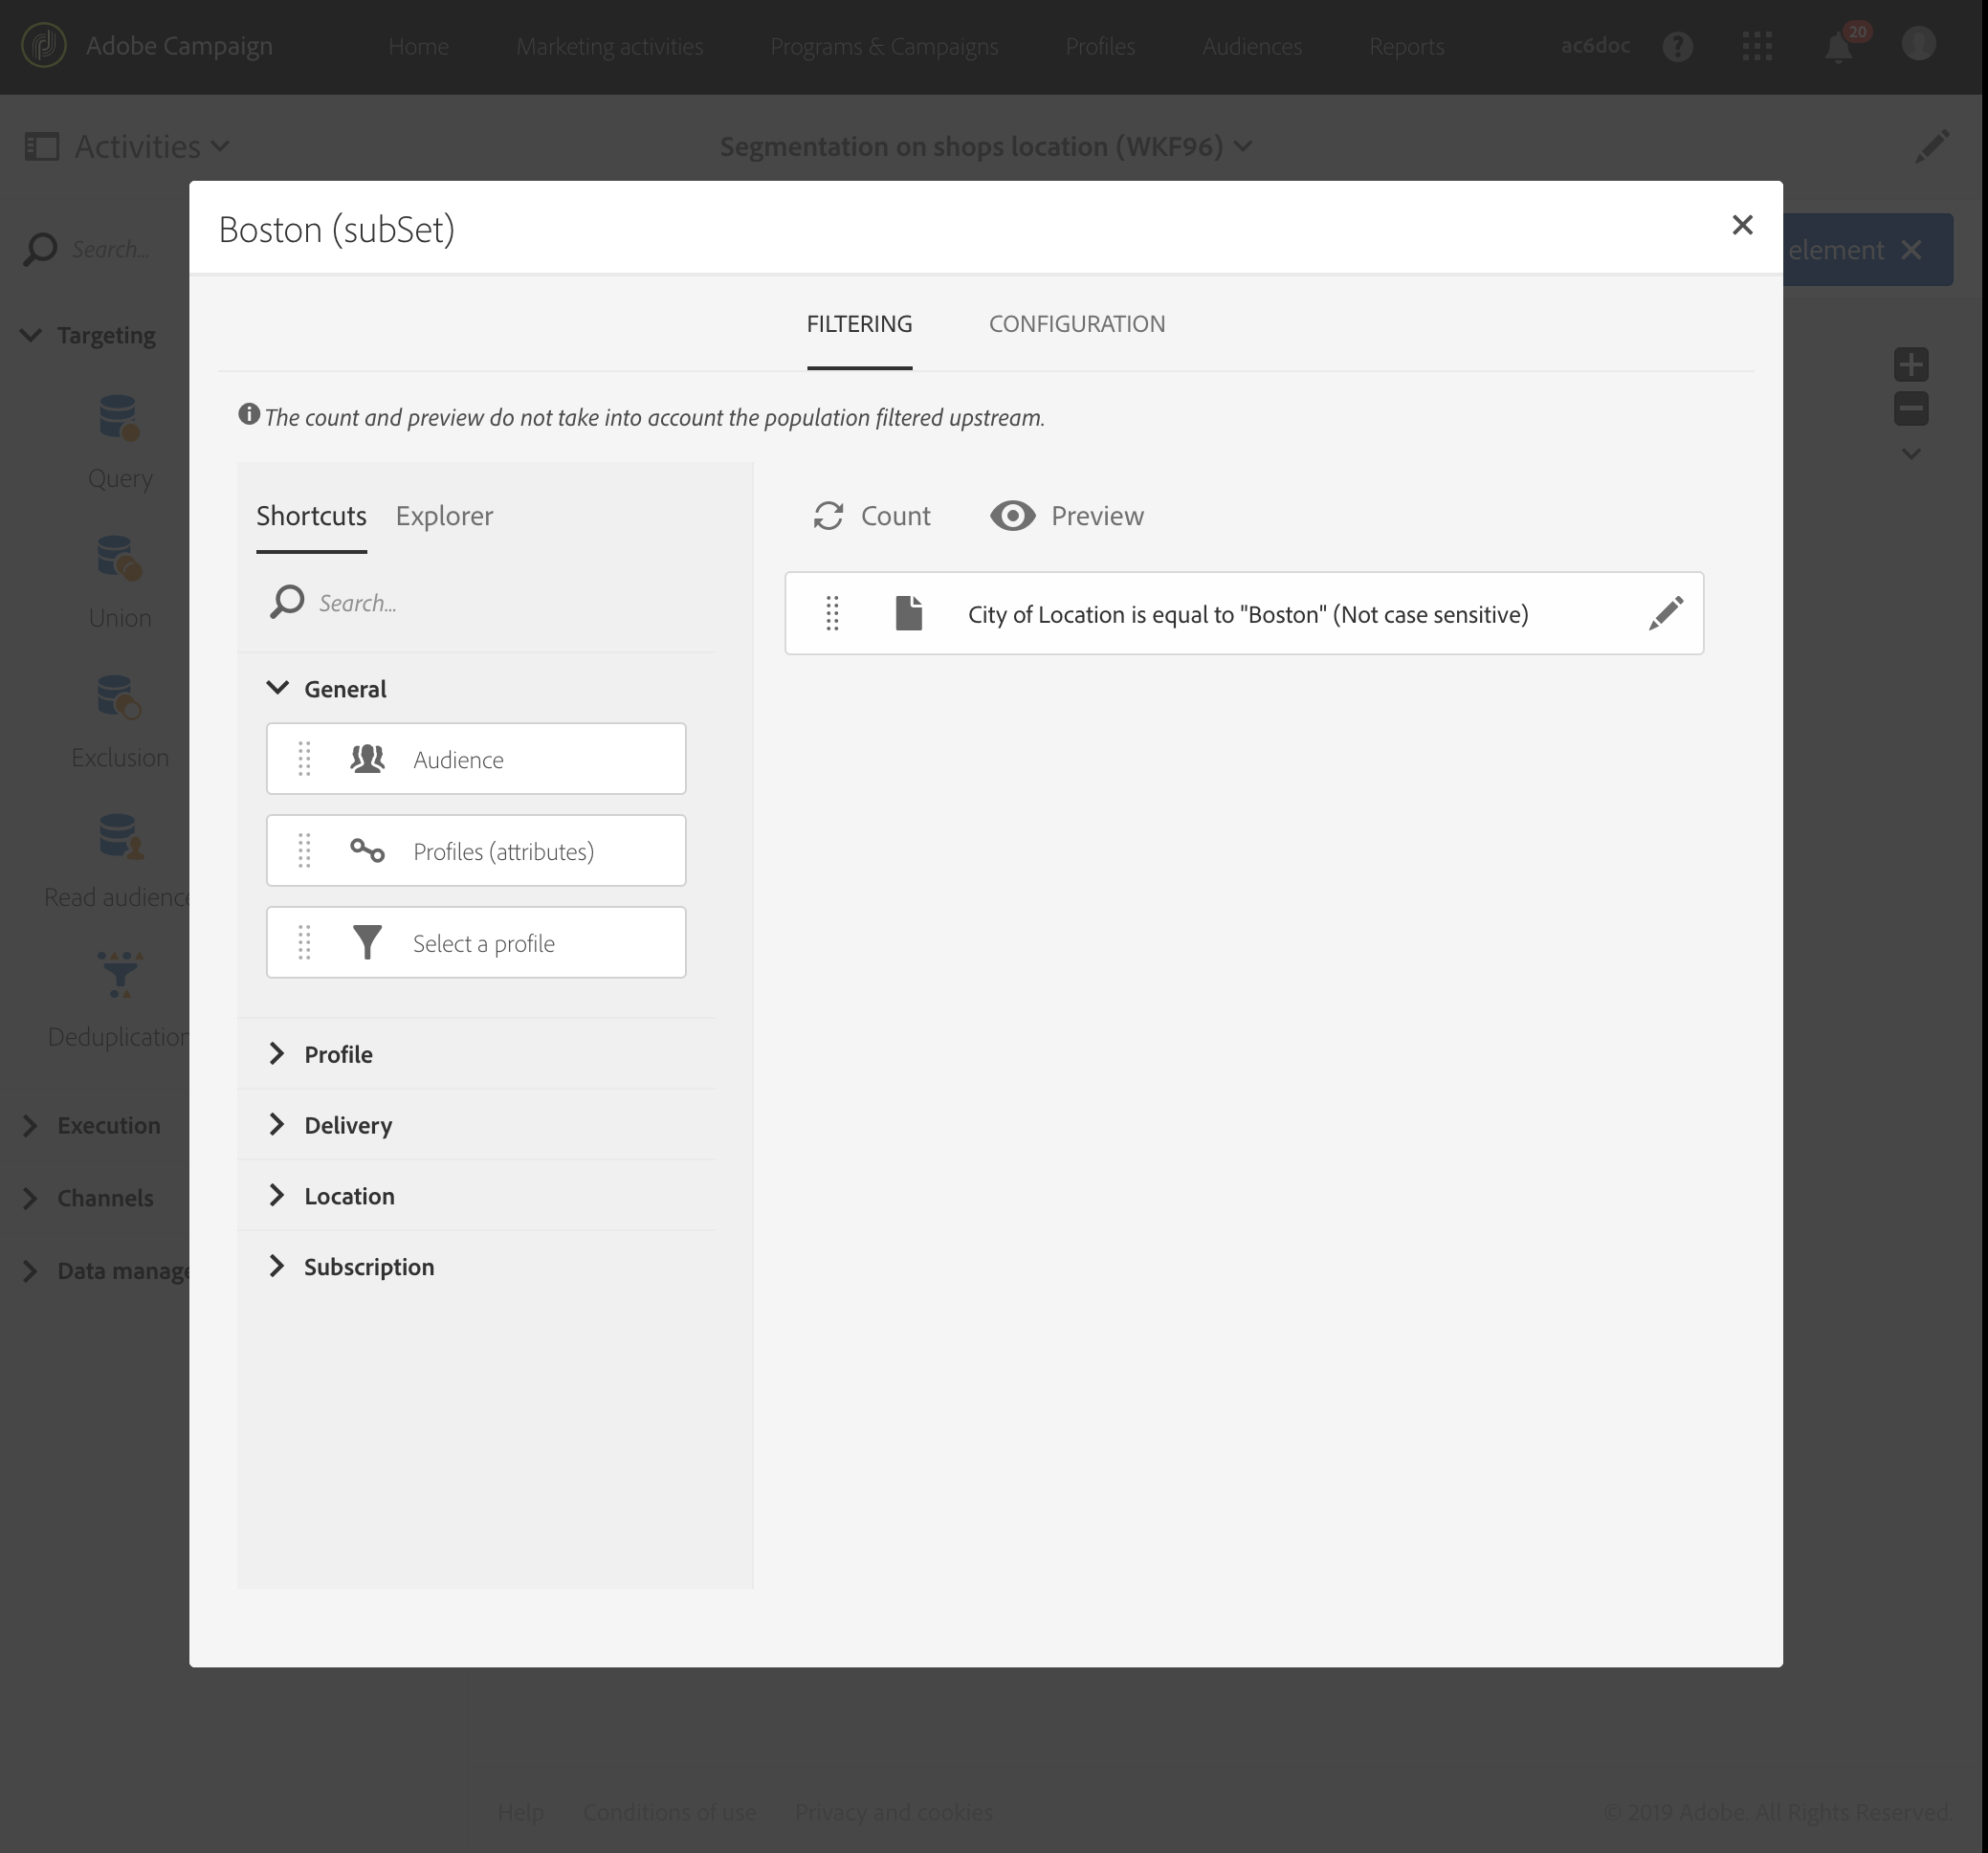 Adobe Campaign Home Marketing activities Programs & Campaigns Profiles Audiences Reports ac6doc ? 20
Activities Segmentation on shops location (WKF96)
Boston (subSet)
Search... element
FILTERING CONFIGURATION
Targeting
The count and preview do not take into account the population filtered upstream.
Query
Shortcuts Explorer Count Preview
Search...
City of Location is equal to "Boston" (Not case sensitive)
Union
General
Exclusion
Audience
Profiles (attributes)
Read audience
Select a profile
Deduplication
Profile
Execution
Delivery
Channels
Location
Data manage
Subscription
Help Conditions of use Privacy and cookies © 2019 Adobe. All Rights Reserved.